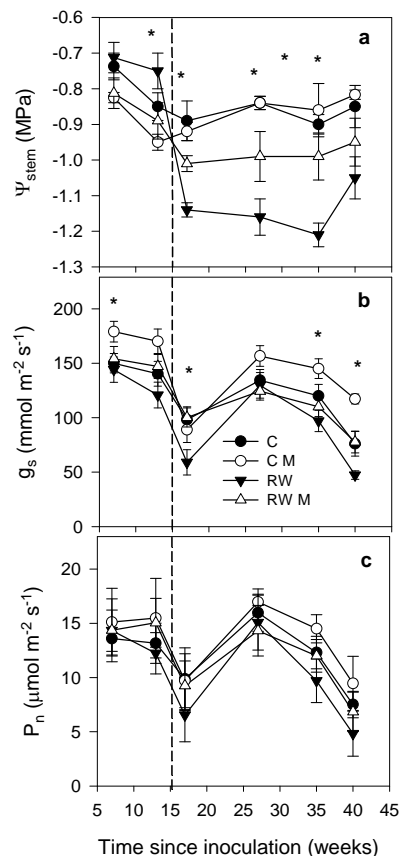 -0.6
a
-0.7
-0.8
-0.9
-1.0
-1.1
-1.2
-1.3
Ψstem (MPa)
* * * * *
b
200
150
100
50
0
gs (mmol m-2 s-1)
* * * *
C
C M
RW
RW M
c
20
15
10
5
0
Pn (μmol m-2 s-1)
5 10 15 20 25 30 35 40 45
Time since inoculation (weeks)